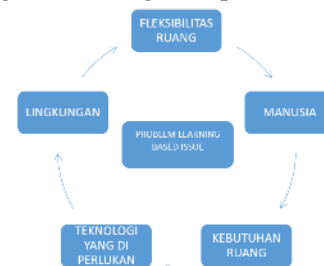 FLEKSIBILITAS
RUANG
LINGKUNGAN
MANUSIA
PROBLEM LEARNING
BASED ISSUE
TEKNOLOGI
YANG DI
PERLUKAN
KEBUTUHAN
RUANG